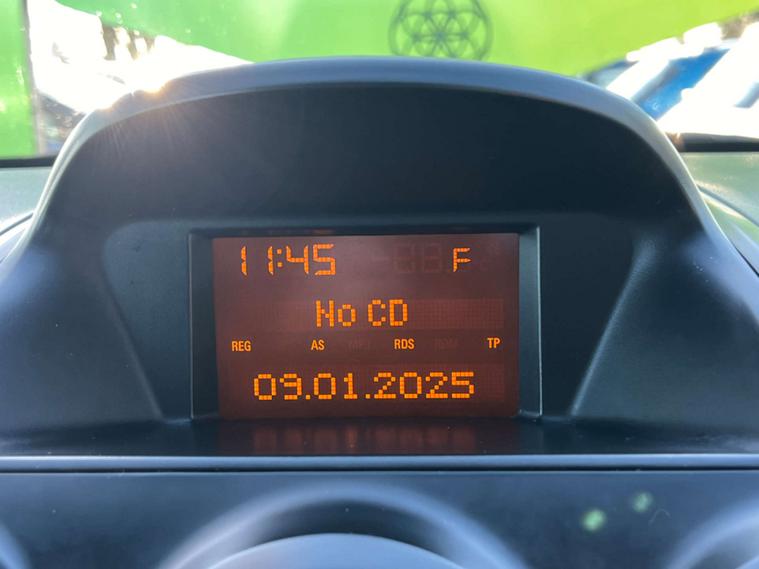 11:45 F
No CD
REG AS RDS TP
09.01.2025